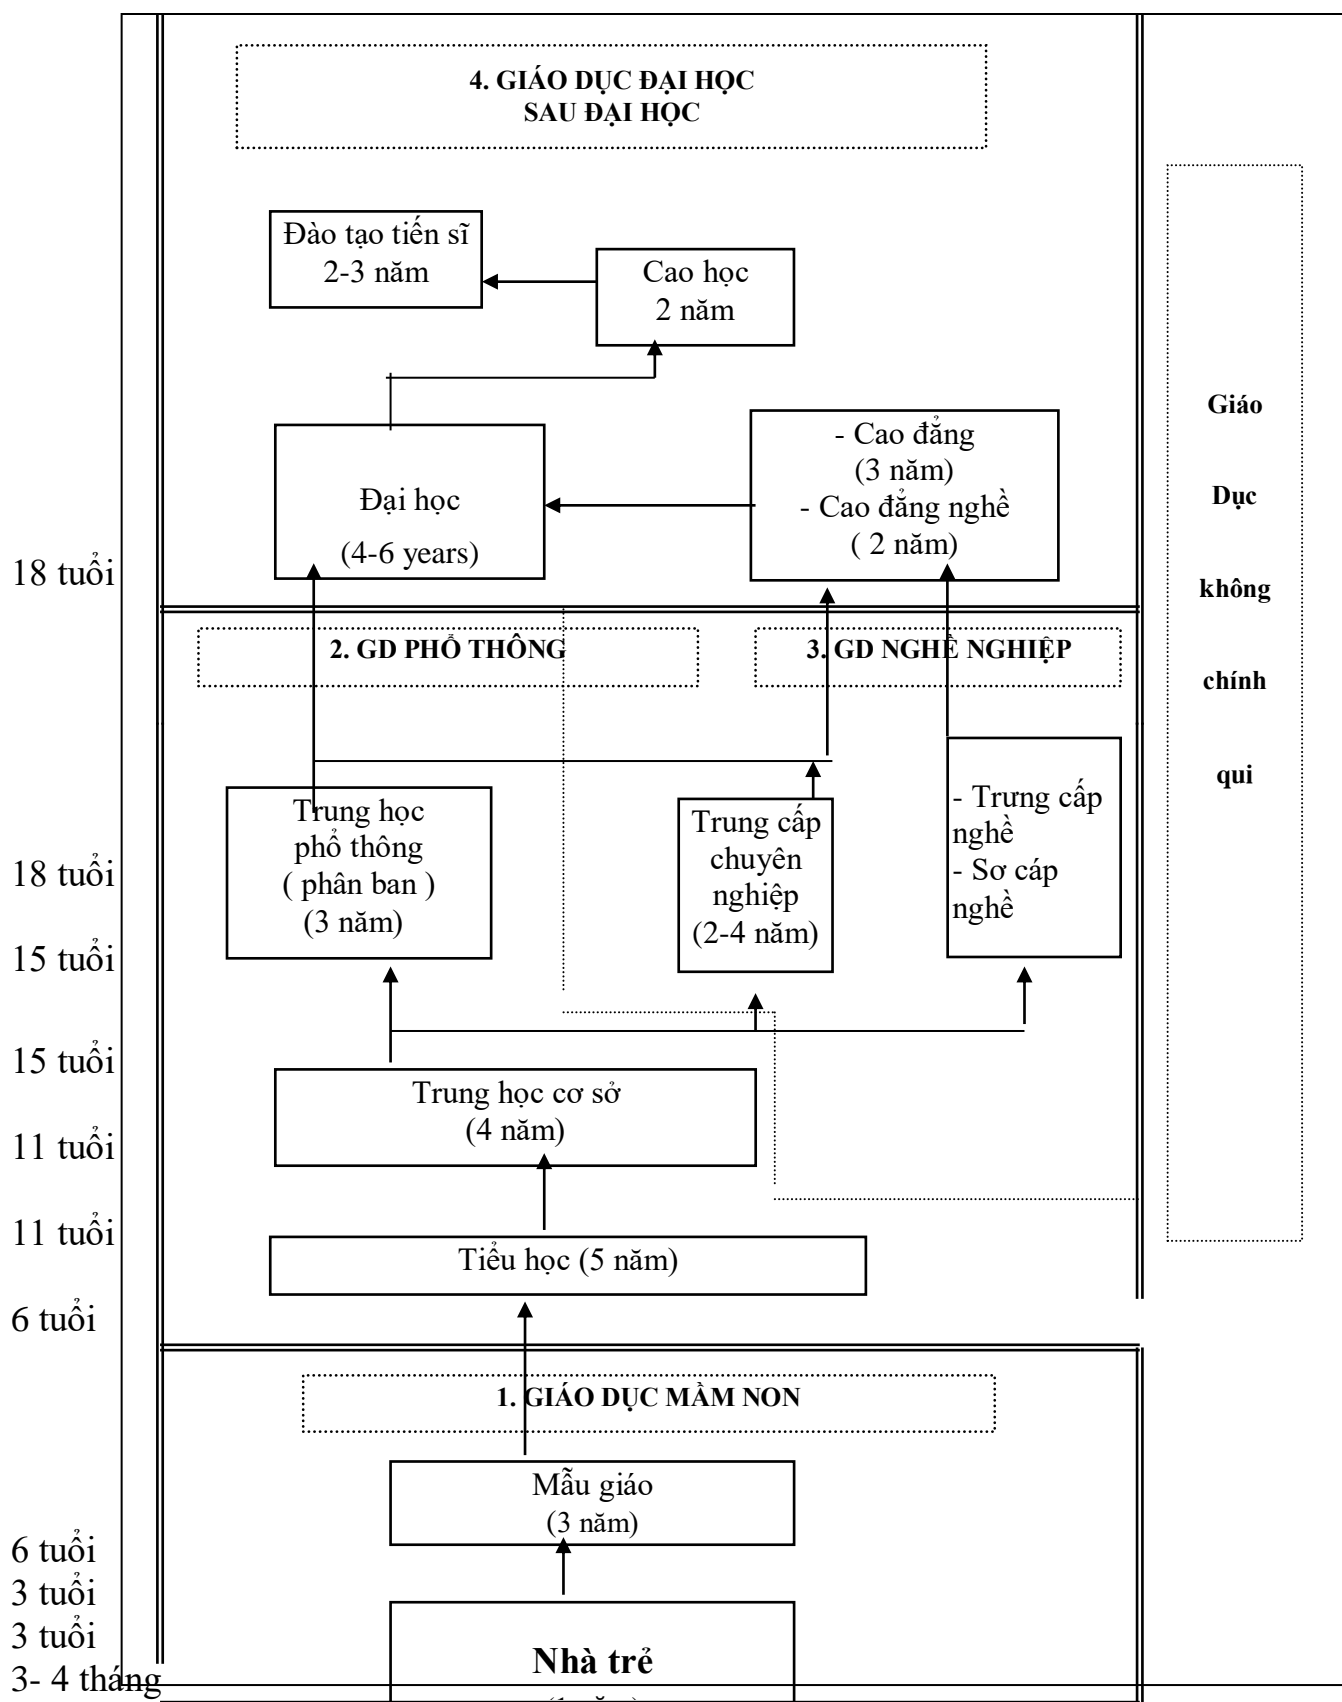 4. GIÁO DỤC ĐẠI HỌC
SAU ĐẠI HỌC
Đào tạo tiến sĩ
2-3 năm
Cao học
2 năm
Đại học
(4-6 years)
- Cao đẳng
(3 năm)
- Cao đẳng nghề
( 2 năm)
18 tuổi
2. GD PHỔ THÔNG
3. GD NGHỀ NGHIỆP
Trung học
phổ thông
( phân ban )
(3 năm)
Trung cấp
chuyên
nghiệp
(2-4 năm)
- Trưng cấp
nghề
- Sơ cáp
nghề
18 tuổi
15 tuổi
15 tuổi
Trung học cơ sở
(4 năm)
11 tuổi
11 tuổi
Tiểu học (5 năm)
6 tuổi
1. GIÁO DỤC MẦM NON
Mẫu giáo
(3 năm)
6 tuổi
3 tuổi
3 tuổi
Nhà trẻ
3- 4 tháng
Giáo
Dục
không
chính
qui